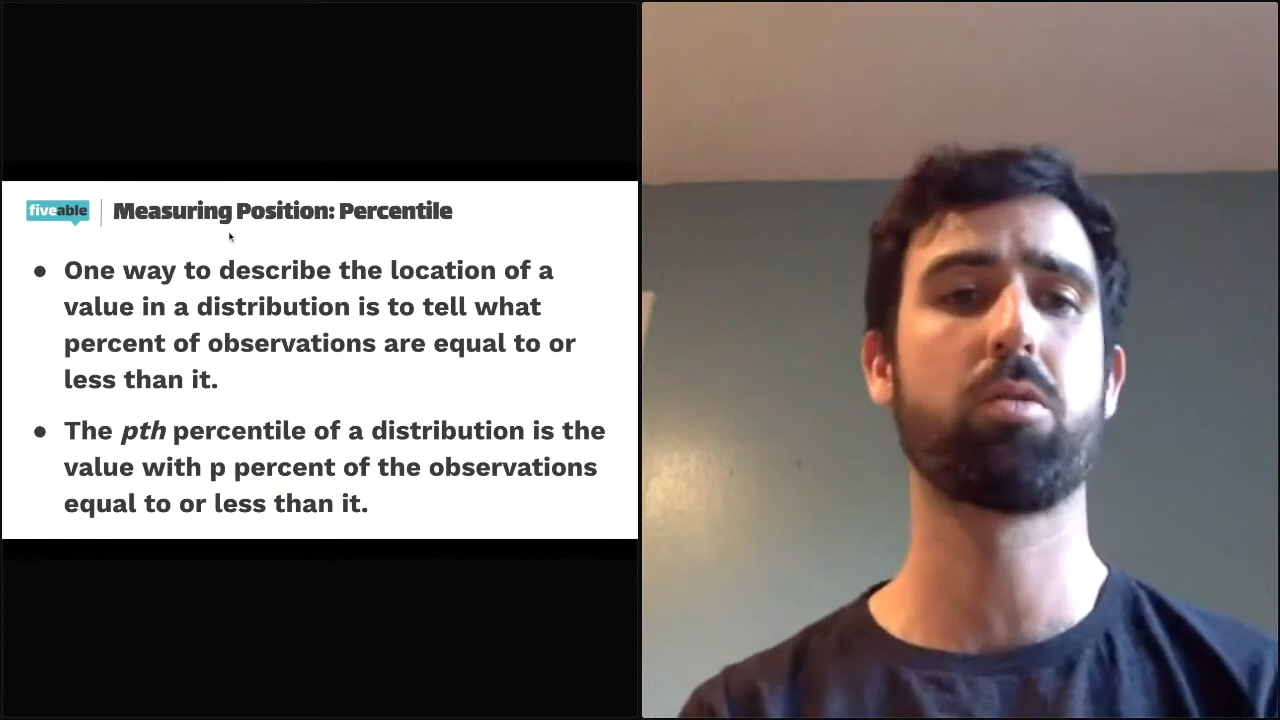 fiveable
Measuring Position: Percentile
● One way to describe the location of a
value in a distribution is to tell what
percent of observations are equal to or
less than it.
● The pth percentile of a distribution is the
value with p percent of the observations
equal to or less than it.